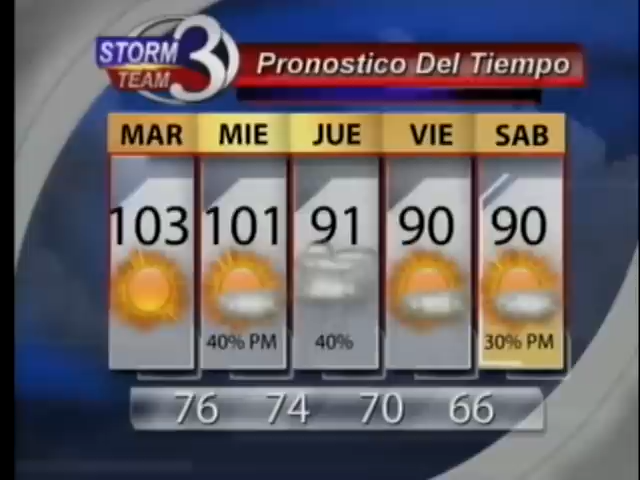 STORM
TEAM
3
Pronostico Del Tiempo
MAR MIE JUE VIE SAB
103 101 91 90 90
40% PM 40% 30% PM
76 74 70 66